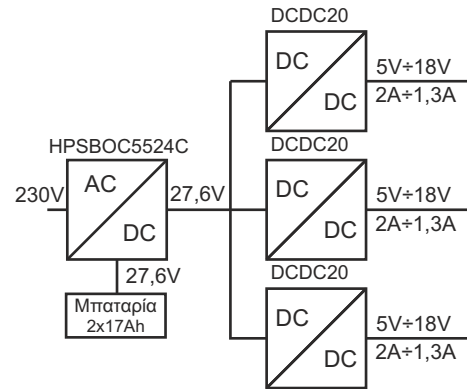 DCDC20
DC
DC
5V÷18V
2A÷1,3A
HPSBOC5524C
230V
AC
DC
27,6V
27,6V
Μπαταρία
2x17Ah
DCDC20
DC
DC
5V÷18V
2A÷1,3A
DCDC20
DC
DC
5V÷18V
2A÷1,3A